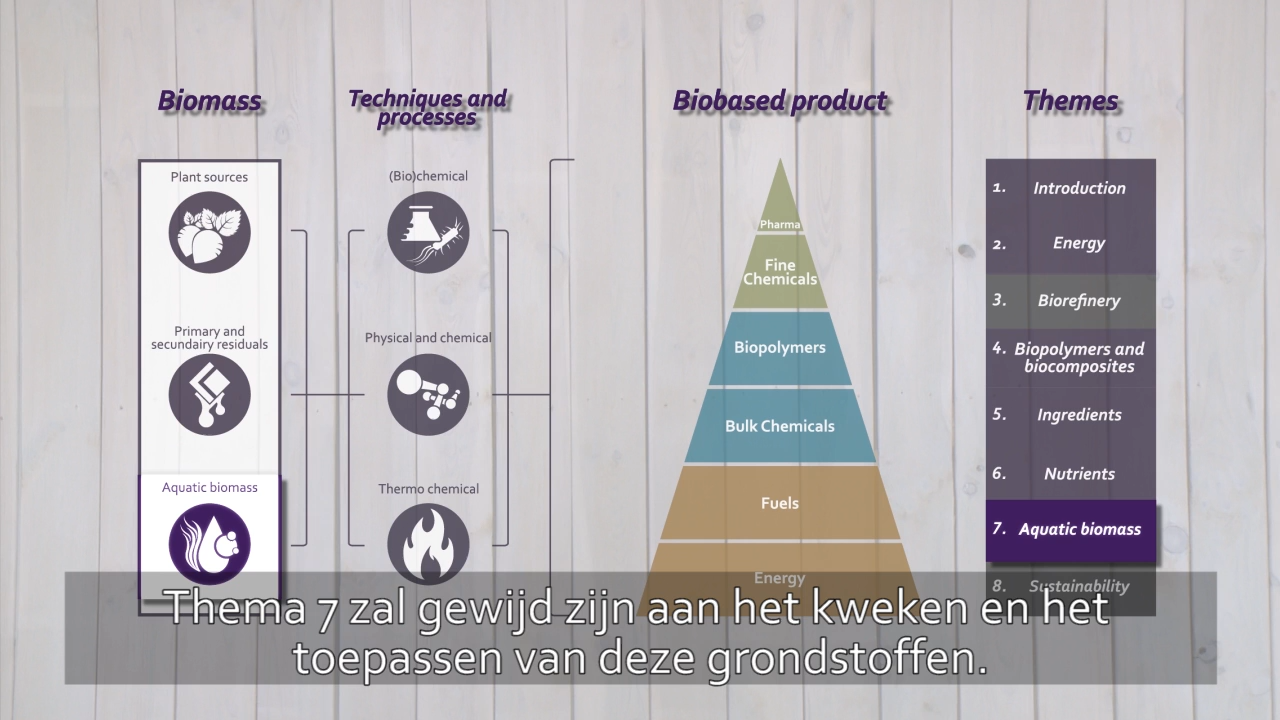 Biomass
Plant sources
Primary and
secundairy residuals
Aquatic biomass
Techniques and
processes
(Bio)chemical
Physical and chemical
Thermo chemical
Biobased product
Pharma
Fine
Chemicals
Biopolymers
Bulk Chemicals
Fuels
Energy
Themes
1. Introduction
2. Energy
3. Biorefinery
4. Biopolymers and
biocomposites
5. Ingredients
6. Nutrients
7. Aquatic biomass
8. Sustainability
Thema 7 zal gewijd zijn aan het kweken en het
toepassen van deze grondstoffen.